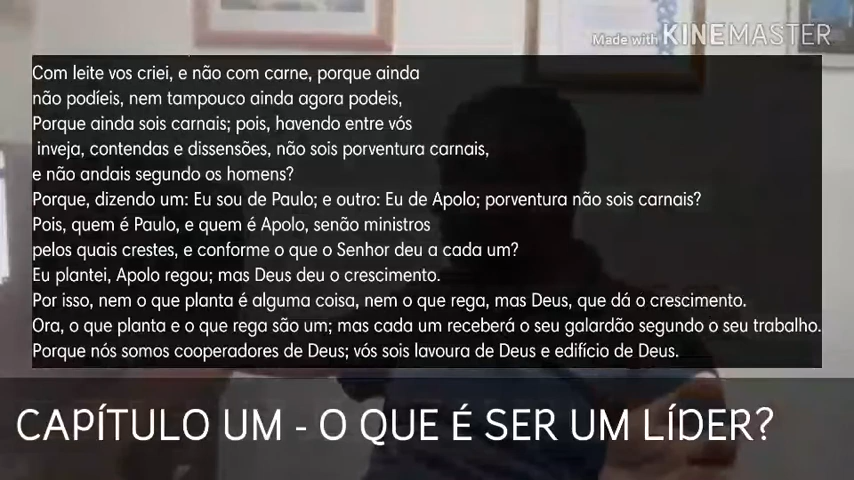 Made with KINEMASTER
Com leite vos criei, e não com carne, porque ainda
não podíeis, nem tampouco ainda agora podeis,
Porque ainda sois carnais; pois, havendo entre vós
inveja, contendas e dissensões, não sois porventura carnais,
e não andais segundo os homens?
Porque, dizendo um: Eu sou de Paulo; e outro: Eu de Apolo; porventura não sois carnais?
Pois, quem é Paulo, e quem é Apolo, senão ministros
pelos quais crestes, e conforme o que o Senhor deu a cada um?
Eu plantei, Apolo regou; mas Deus deu o crescimento.
Por isso, nem o que planta é alguma coisa, nem o que rega, mas Deus, que dá o crescimento.
Ora, o que planta e o que rega são um; mas cada um receberá o seu galardão segundo o seu trabalho.
Porque nós somos cooperadores de Deus; vós sois lavoura de Deus e edifício de Deus.
CAPÍTULO UM - O QUE É SER UM LÍDER?